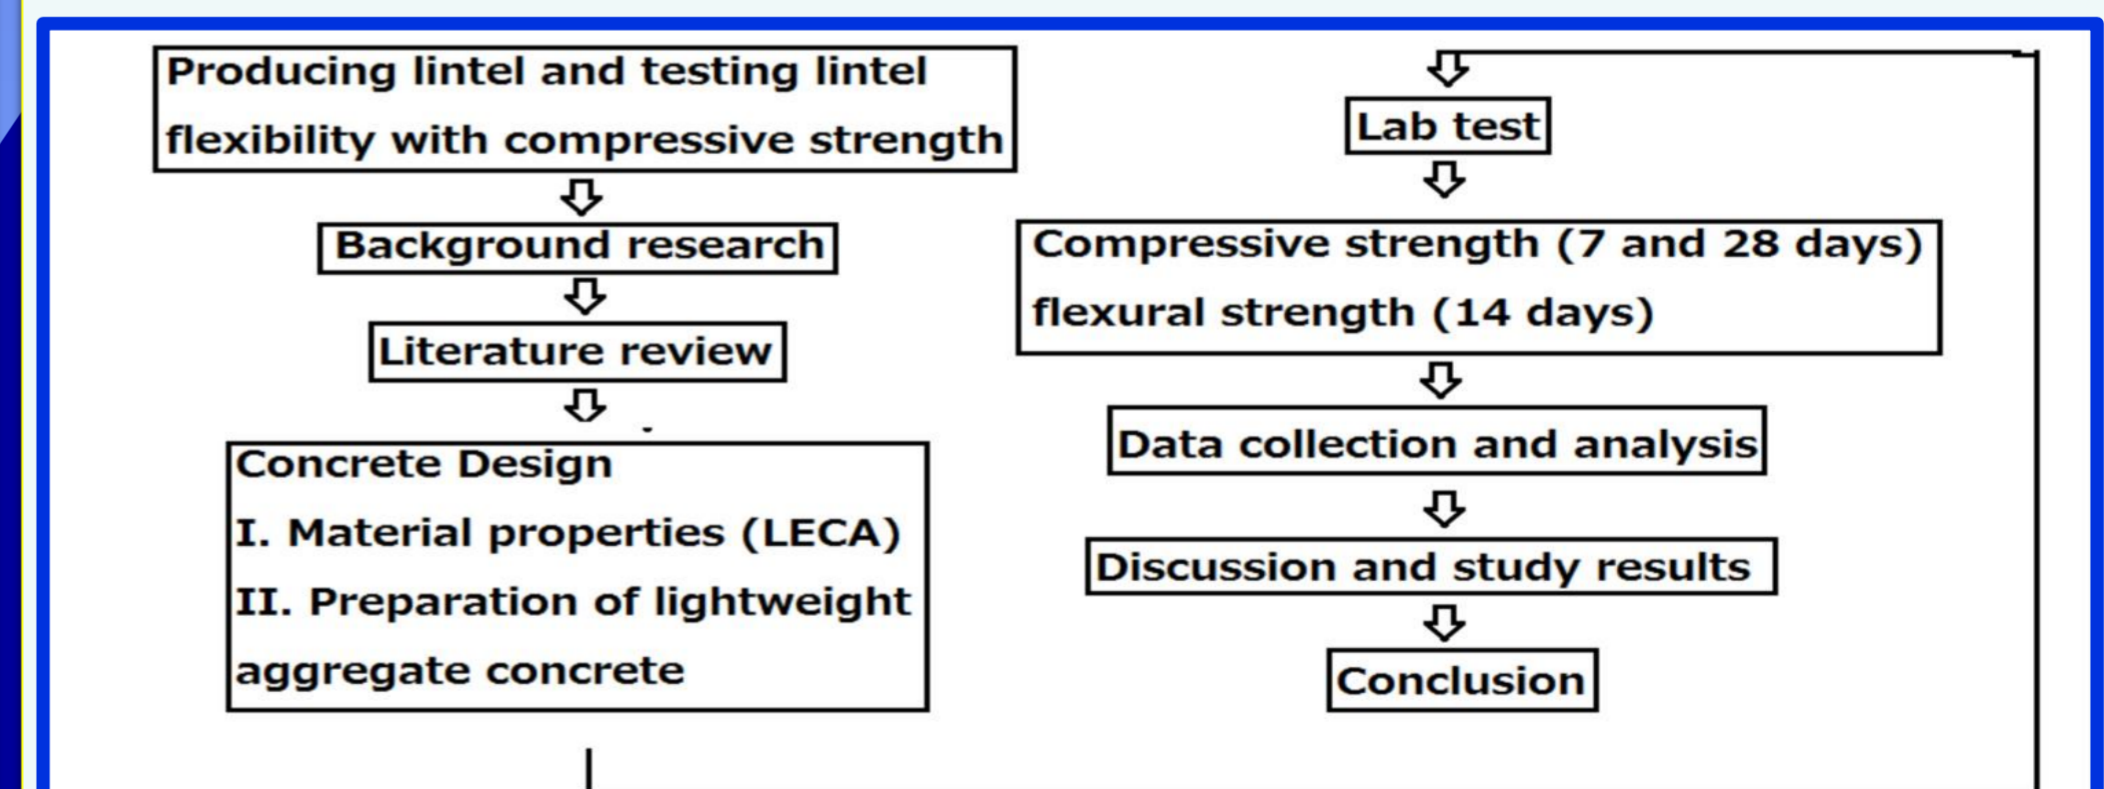 Producing lintel and testing lintel
flexibility with compressive strength
Background research
Literature review
Concrete Design
I. Material properties (LECA)
II. Preparation of lightweight
aggregate concrete
Lab test
Compressive strength (7 and 28 days)
flexural strength (14 days)
Data collection and analysis
Discussion and study results
Conclusion